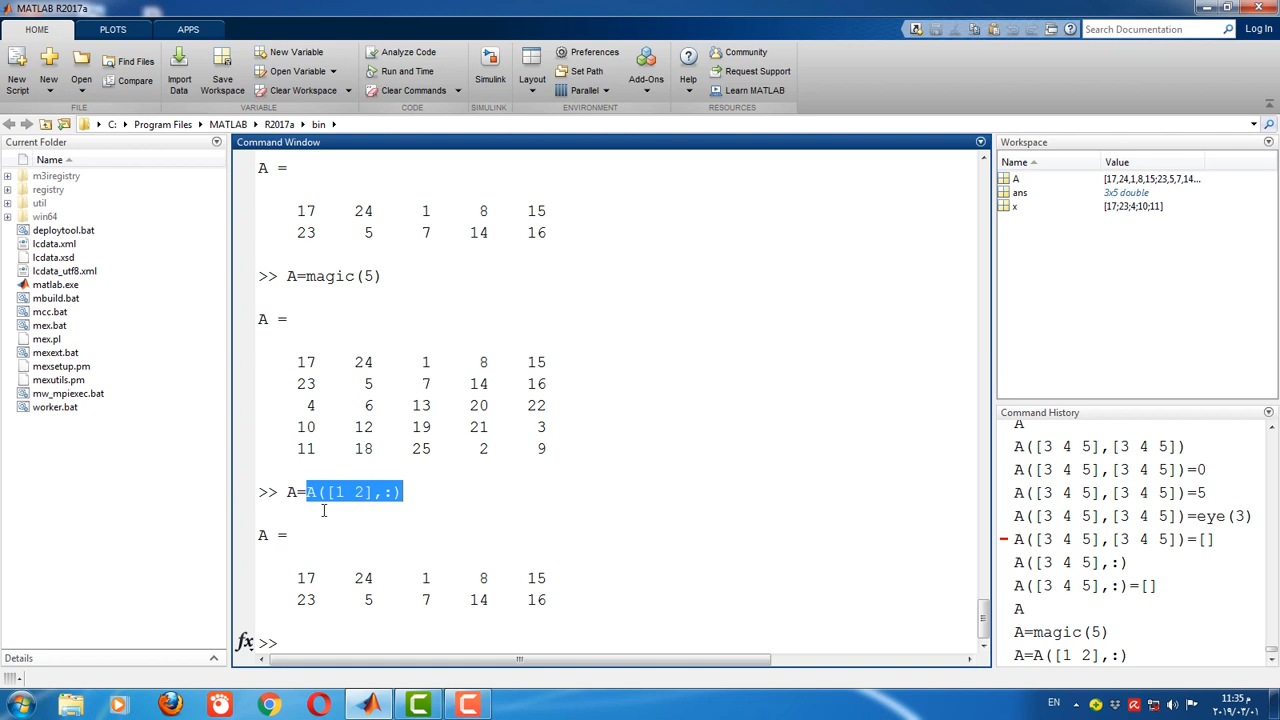 MATLAB R2017a
HOME PLOTS APPS
Search Documentation
Log In
New Script
New
Open
Find Files
Compare
Import Data
Save Workspace
New Variable
Open Variable
Clear Workspace
Analyze Code
Run and Time
Clear Commands
Simulink
Layout
Preferences
Set Path
Parallel
Add-Ons
Help
Community
Request Support
Learn MATLAB
FILE VARIABLE CODE SIMULINK ENVIRONMENT RESOURCES
C: Program Files MATLAB R2017a bin
Current Folder
Name
m3iregistry
registry
util
win64
deploytool.bat
lcdata.xml
lcdata.xsd
lcdata_utf8.xml
matlab.exe
mbuild.bat
mcc.bat
mex.bat
mex.pl
mexext.bat
mexsetup.pm
mexutils.pm
mw_mpiexec.bat
worker.bat
Details
Command Window
A =
17 24 1 8 15
23 5 7 14 16
>> A=magic(5)
A =
17 24 1 8 15
23 5 7 14 16
4 6 13 20 22
10 12 19 21 3
11 18 25 2 9
>> A=A([1 2],:)
A =
17 24 1 8 15
23 5 7 14 16
fx >>
Workspace
Name Value
A [17,24,1,8,15;23,5,7,14...
ans 3x5 double
x [17;23;4;10;11]
Command History
A
A([3 4 5],[3 4 5])
A([3 4 5],[3 4 5])=0
A([3 4 5],[3 4 5])=5
A([3 4 5],[3 4 5])=eye(3)
A([3 4 5],[3 4 5])=[]
A([3 4 5],:)
A([3 4 5],:)=[]
A
A=magic(5)
A=A([1 2],:)
EN
11:35 م
٢٠١٩/٠٣/٠١